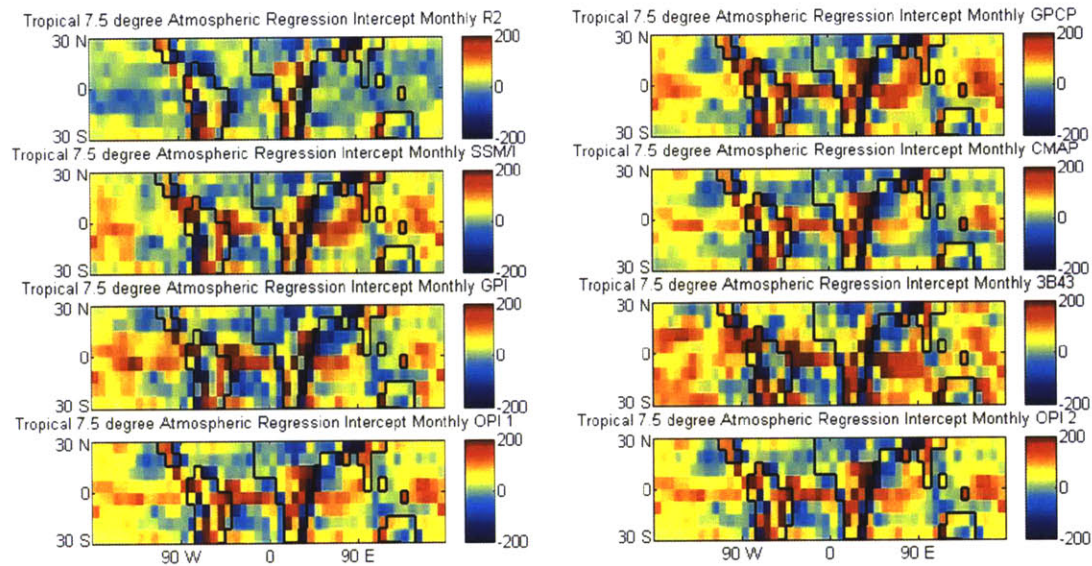 Tropical 7.5 degree Atmospheric Regression Intercept Monthly R2
30 N
0
30 S
200
0
-200
Tropical 7.5 degree Atmospheric Regression Intercept Monthly SSM/I
30 N
0
30 S
200
0
-200
Tropical 7.5 degree Atmospheric Regression Intercept Monthly GPI
30 N
0
30 S
200
0
-200
Tropical 7.5 degree Atmospheric Regression Intercept Monthly OPI 1
30 N
0
30 S
200
0
-200
90 W 0 90 E
Tropical 7.5 degree Atmospheric Regression Intercept Monthly GPCP
30 N
0
30 S
200
0
-200
Tropical 7.5 degree Atmospheric Regression Intercept Monthly CMAP
30 N
0
30 S
200
0
-200
Tropical 7.5 degree Atmospheric Regression Intercept Monthly 3B43
30 N
0
30 S
200
0
-200
Tropical 7.5 degree Atmospheric Regression Intercept Monthly OPI 2
30 N
0
30 S
200
0
-200
90 W 0 90 E